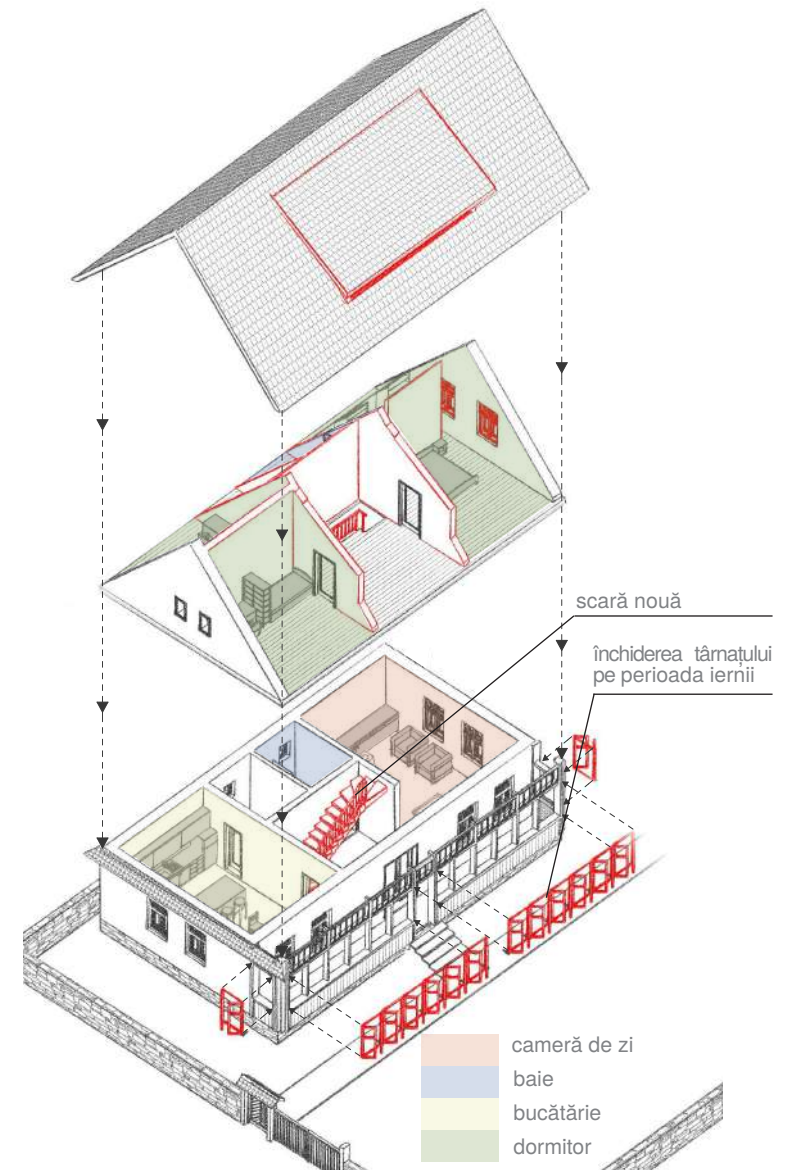 scară nouă
închiderea târnațului
pe perioada iernii
cameră de zi
baie
bucătărie
dormitor